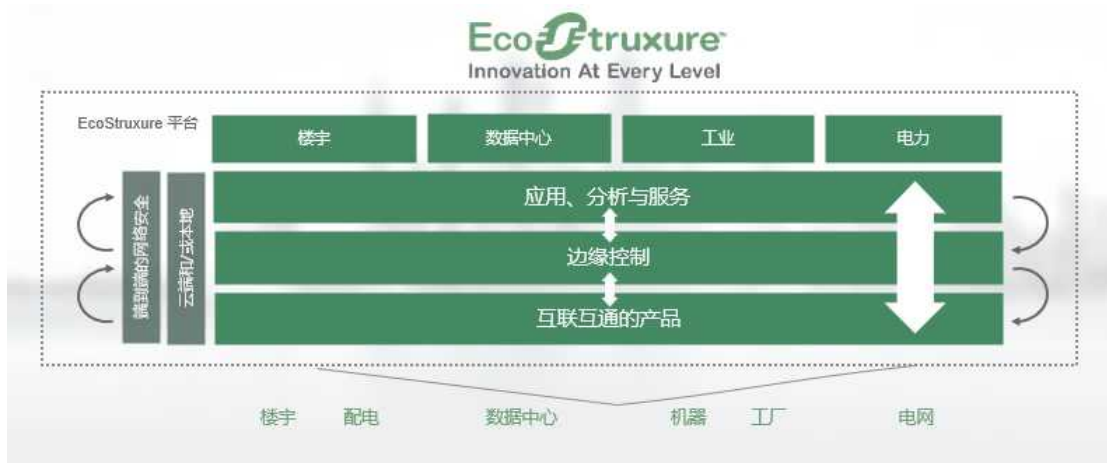 EcoStruxure™
Innovation At Every Level
EcoStruxure 平台
楼宇
数据中心
工业
电力
端到端的网络安全
云端和/或本地
应用、分析与服务
边缘控制
互联互通的产品
楼宇 配电 数据中心 机器 工厂 电网